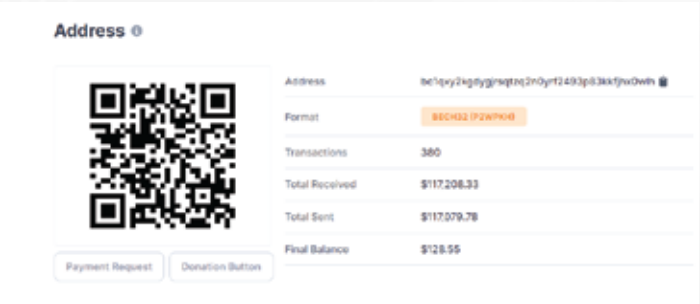 Address
Address
Format BECH32 (P2WPKH)
Transactions 380
Total Received $117,208.33
Total Sent $117,079.78
Final Balance $128.55
Payment Request Donation Button